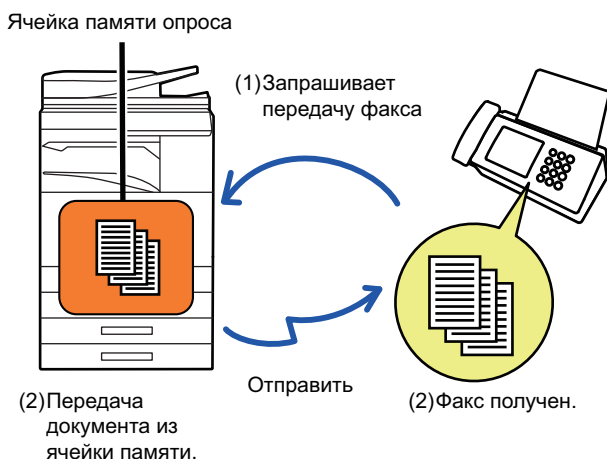 Ячейка памяти опроса
(1)Запрашивает
передачу факса
Отправить
(2)Передача
документа из
ячейки памяти.
(2)Факс получен.